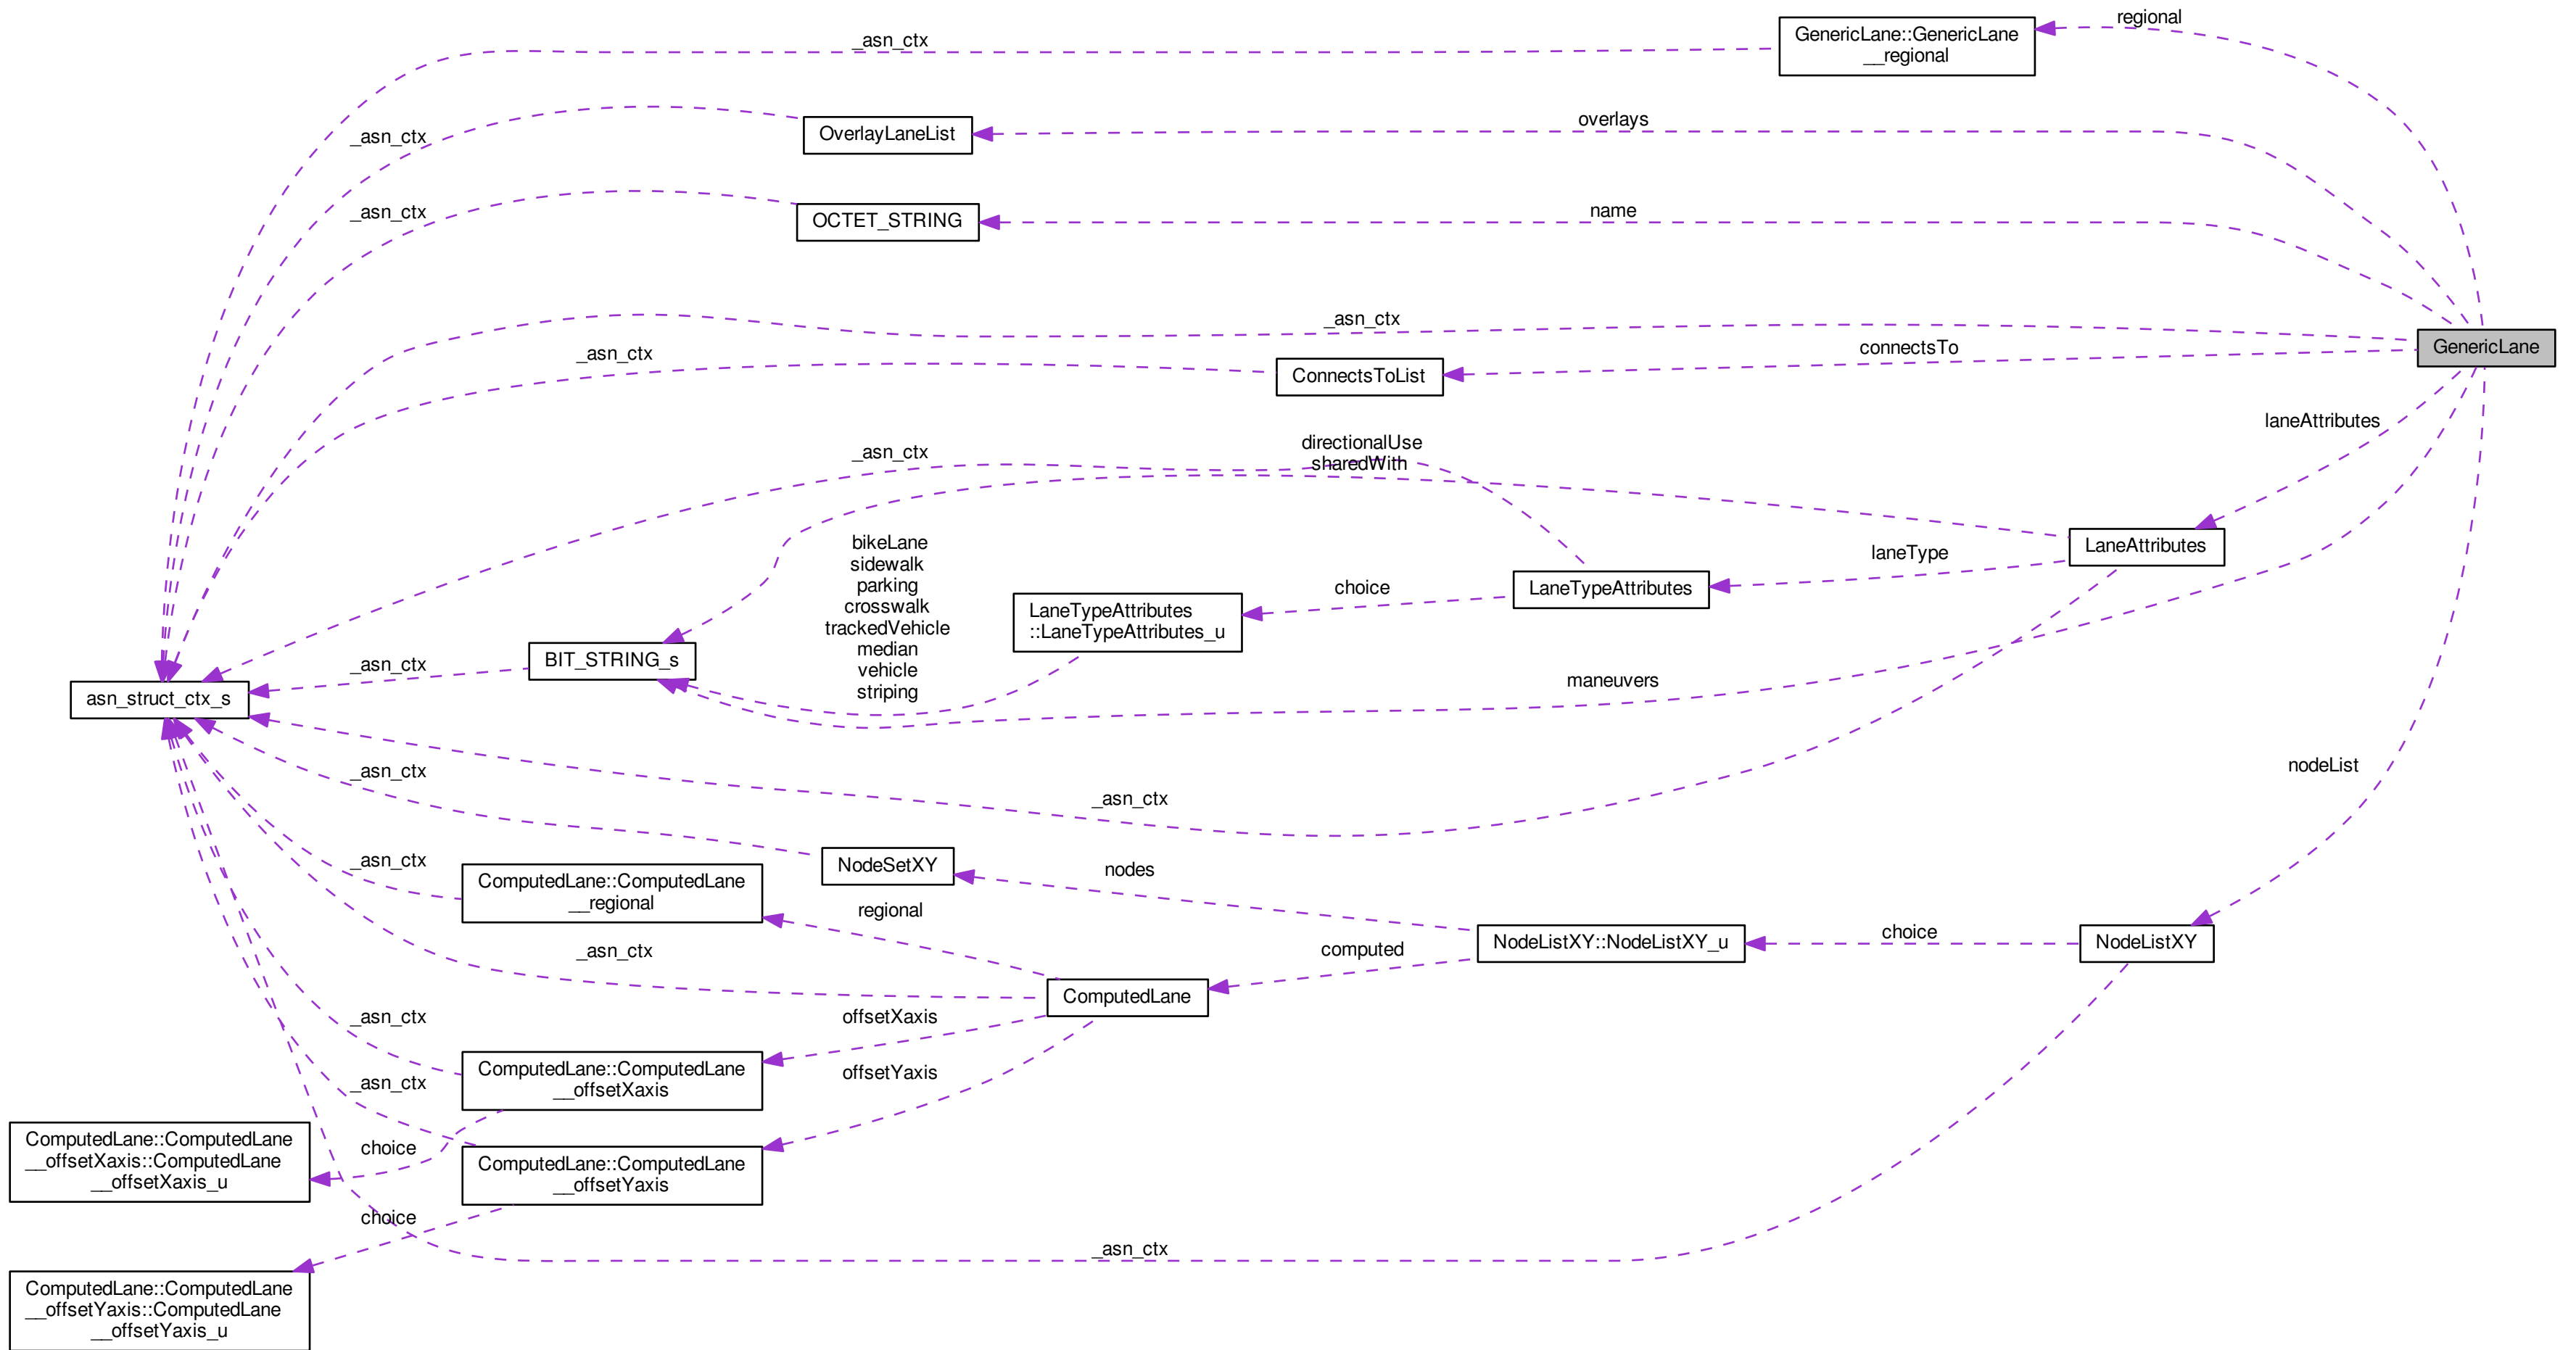 regional
GenericLane::GenericLane
__regional
_asn_ctx
overlays
OverlayLaneList
_asn_ctx
name
OCTET_STRING
_asn_ctx
_asn_ctx
GenericLane
connectsTo
ConnectsToList
_asn_ctx
laneAttributes
directionalUse
sharedWith
_asn_ctx
LaneAttributes
laneType
LaneTypeAttributes
choice
LaneTypeAttributes
::LaneTypeAttributes_u
bikeLane
sidewalk
parking
crosswalk
trackedVehicle
median
vehicle
striping
BIT_STRING_s
_asn_ctx
asn_struct_ctx_s
maneuvers
nodeList
_asn_ctx
_asn_ctx
NodeSetXY
nodes
_asn_ctx
ComputedLane::ComputedLane
__regional
regional
NodeListXY::NodeListXY_u
choice
NodeListXY
computed
_asn_ctx
ComputedLane
offsetXaxis
_asn_ctx
ComputedLane::ComputedLane
__offsetXaxis
offsetYaxis
_asn_ctx
ComputedLane::ComputedLane
__offsetXaxis::ComputedLane
__offsetXaxis_u
choice
ComputedLane::ComputedLane
__offsetYaxis
choice
_asn_ctx
ComputedLane::ComputedLane
__offsetYaxis::ComputedLane
__offsetYaxis_u